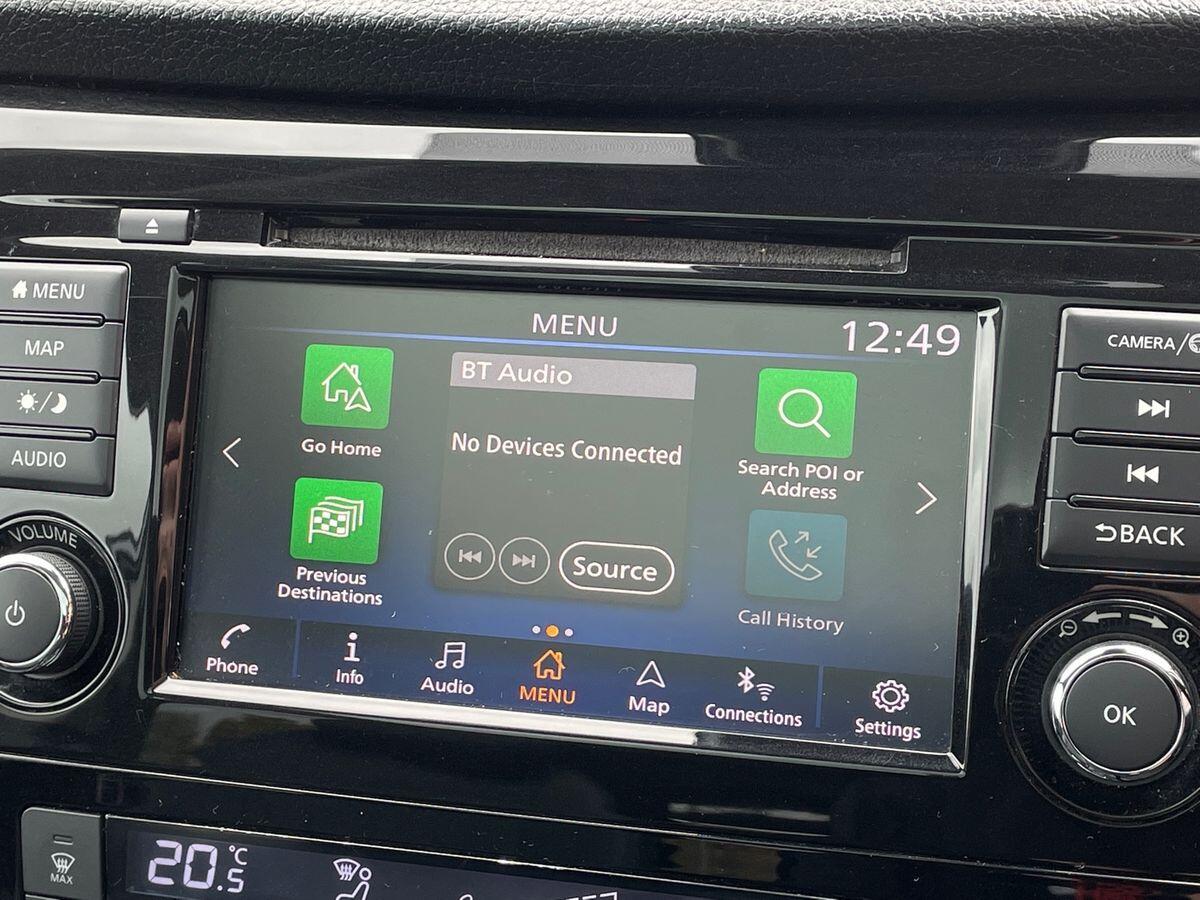 MENU
MAP
AUDIO
VOLUME
MENU
12:49
Go Home
BT Audio
No Devices Connected
Search POI or
Address
Previous
Destinations
Source
Call History
Phone
Info
Audio
MENU
Map
Connections
Settings
CAMERA/
BACK
OK
MAX
20.5°C